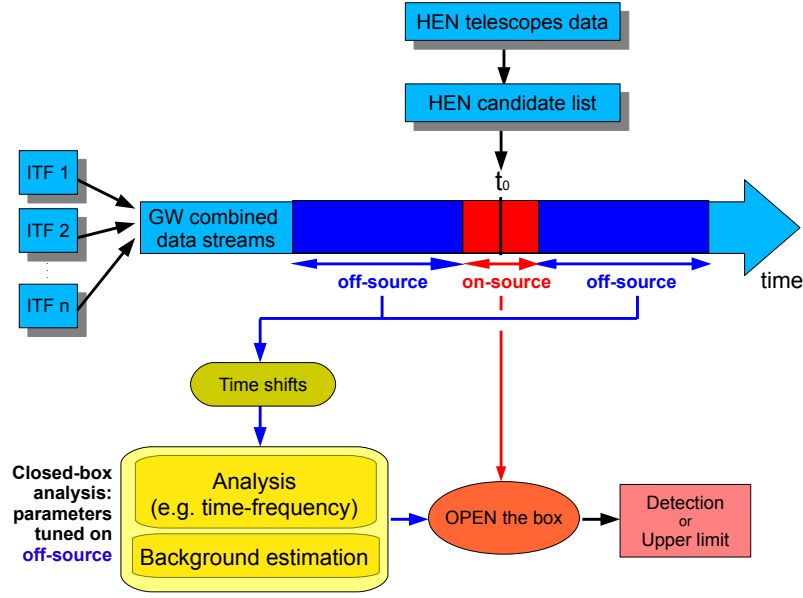 HEN telescopes data
HEN candidate list
ITF 1
ITF 2
ITF n
t0
GW combined
data streams
time
off-source
on-source
off-source
Time shifts
Closed-box
analysis:
parameters
tuned on
off-source
Analysis
(e.g. time-frequency)
Background estimation
OPEN the box
Detection
or
Upper limit